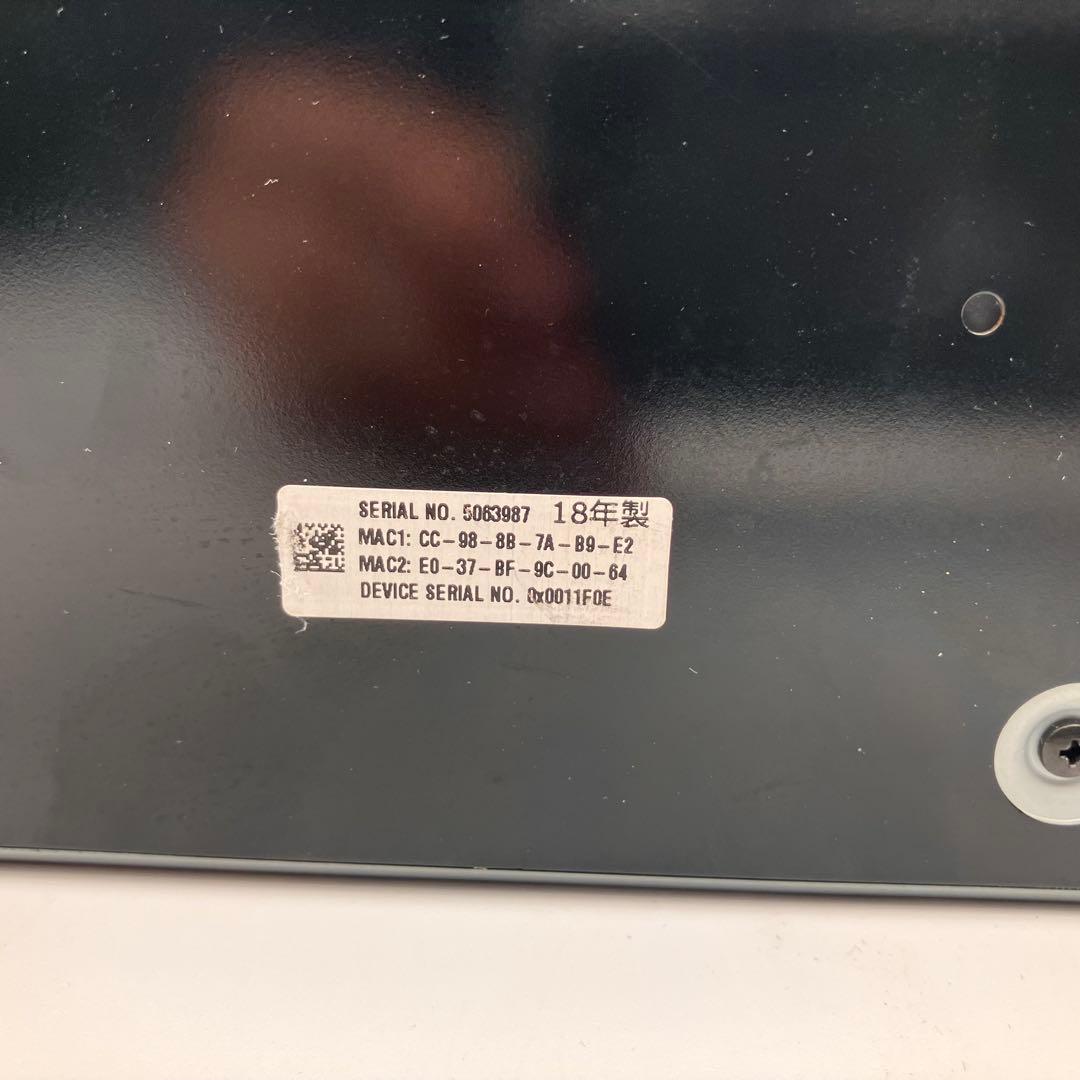 SERIAL NO. 5063987 18年製
MAC1: CC-98-8B-7A-B9-E2
MAC2: E0-37-BF-9C-00-64
DEVICE SERIAL NO. 0x0011F0E